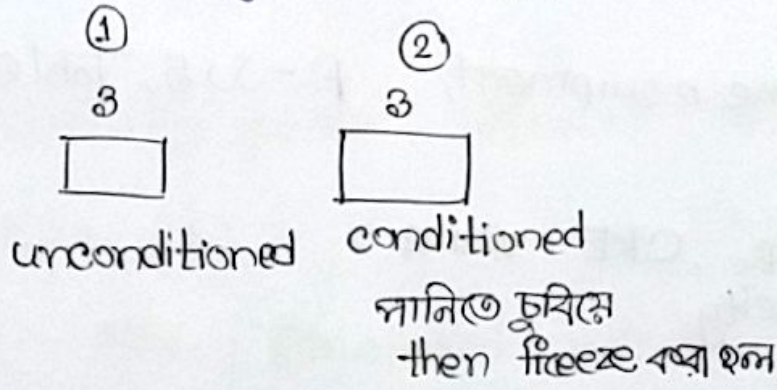 ①
②
3
3
unconditioned
conditioned
পানিতে চুবিয়ে
then freeze করা হল